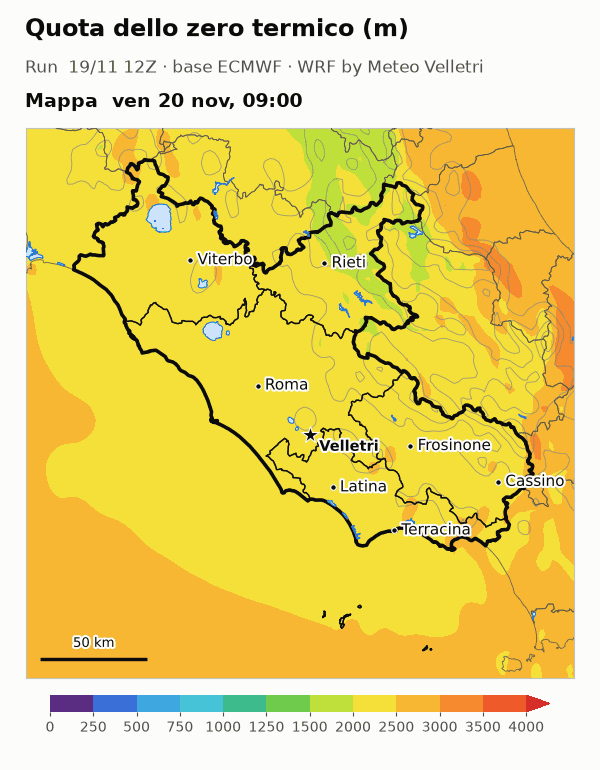 Quota dello zero termico (m)
Run  19/11 12Z · base ECMWF · WRF by Meteo Velletri
Mappa  ven 20 nov, 09:00
Viterbo
Rieti
Roma
Velletri
Frosinone
Cassino
Latina
Terracina
50 km
0 250 500 750 1000 1250 1500 2000 2500 3000 3500 4000